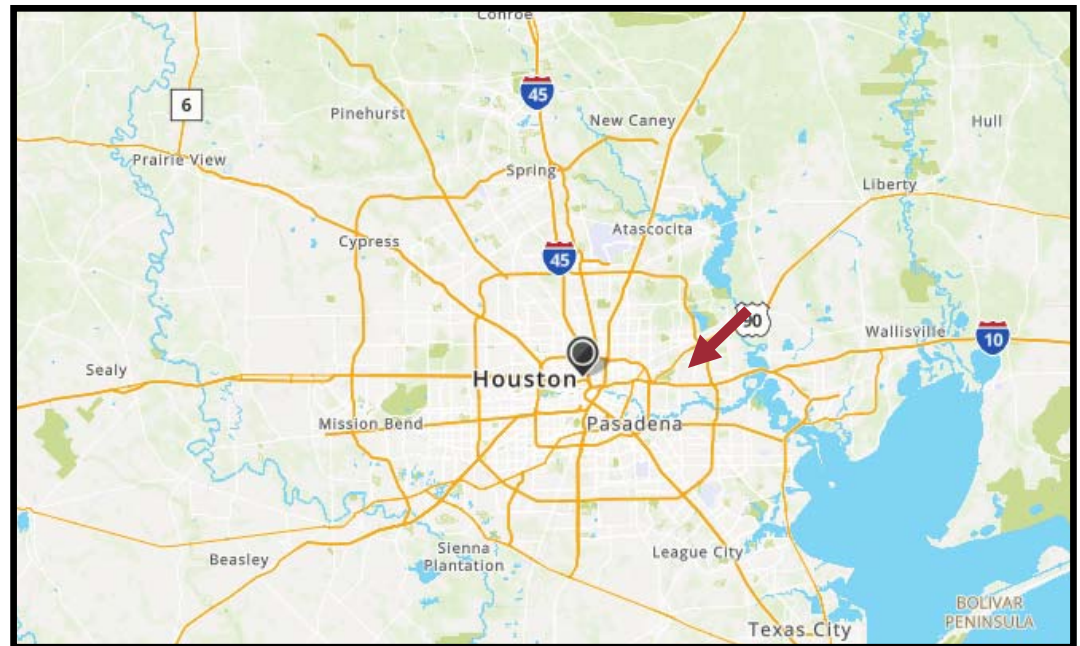 Conroe
45
6
Pinehurst
New Caney
Hull
Prairie View
Spring
Liberty
Atascocita
Cypress
45
90
Wallisville
10
Sealy
Houston
Mission Bend
Pasadena
Sienna
Plantation
League City
Beasley
BOLIVAR
PENINSULA
Texas City